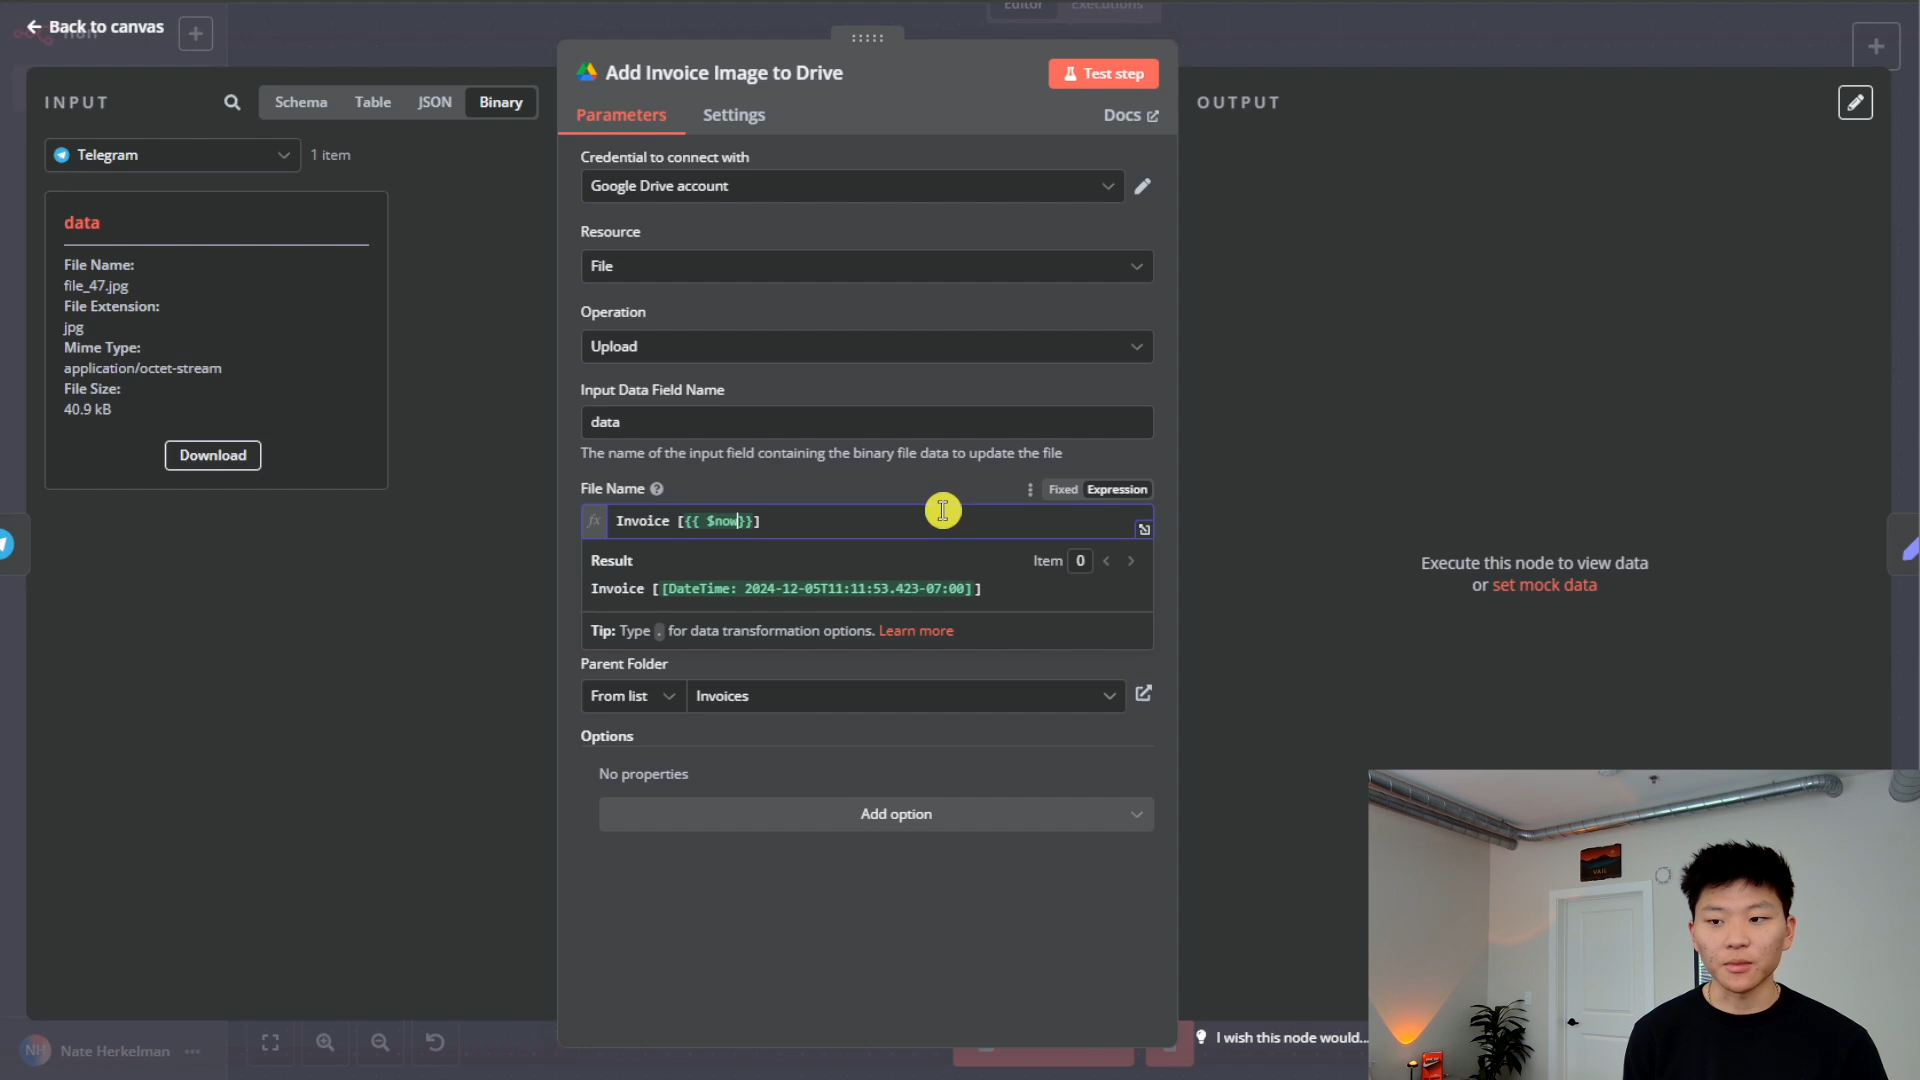 Editor
Executions
Back to canvas
INPUT
Schema
Table
JSON
Binary
Telegram
1 item
data
File Name:
file_47.jpg
File Extension:
jpg
Mime Type:
application/octet-stream
File Size:
40.9 kB
Download
Add Invoice Image to Drive
Test step
Parameters
Settings
Docs
Credential to connect with
Google Drive account
Resource
File
Operation
Upload
Input Data Field Name
data
The name of the input field containing the binary file data to update the file
File Name
Fixed
Expression
fx
Invoice [{{ $now}}]
Result
Item 0
Invoice [[DateTime: 2024-12-05T11:11:53.423-07:00]]
Tip: Type . for data transformation options. Learn more
Parent Folder
From list
Invoices
Options
No properties
Add option
OUTPUT
Execute this node to view data
or set mock data
I wish this node would...
NH
Nate Herkelman
VAIL